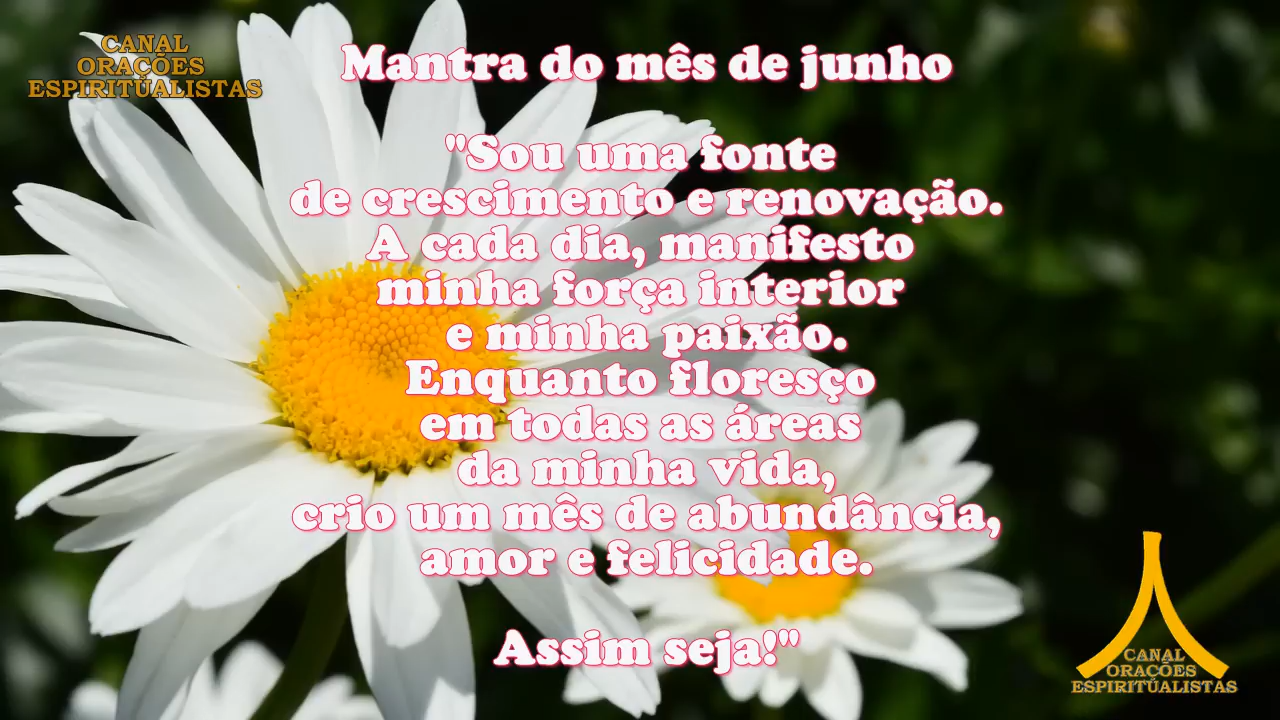 CANAL
ORAÇÕES
ESPIRITUALISTAS
Mantra do mês de junho
"Sou uma fonte
de crescimento e renovação.
A cada dia, manifesto
minha força interior
e minha paixão.
Enquanto floresço
em todas as áreas
da minha vida,
crio um mês de abundância,
amor e felicidade.
Assim seja!"
CANAL
ORAÇÕES
ESPIRITUALISTAS